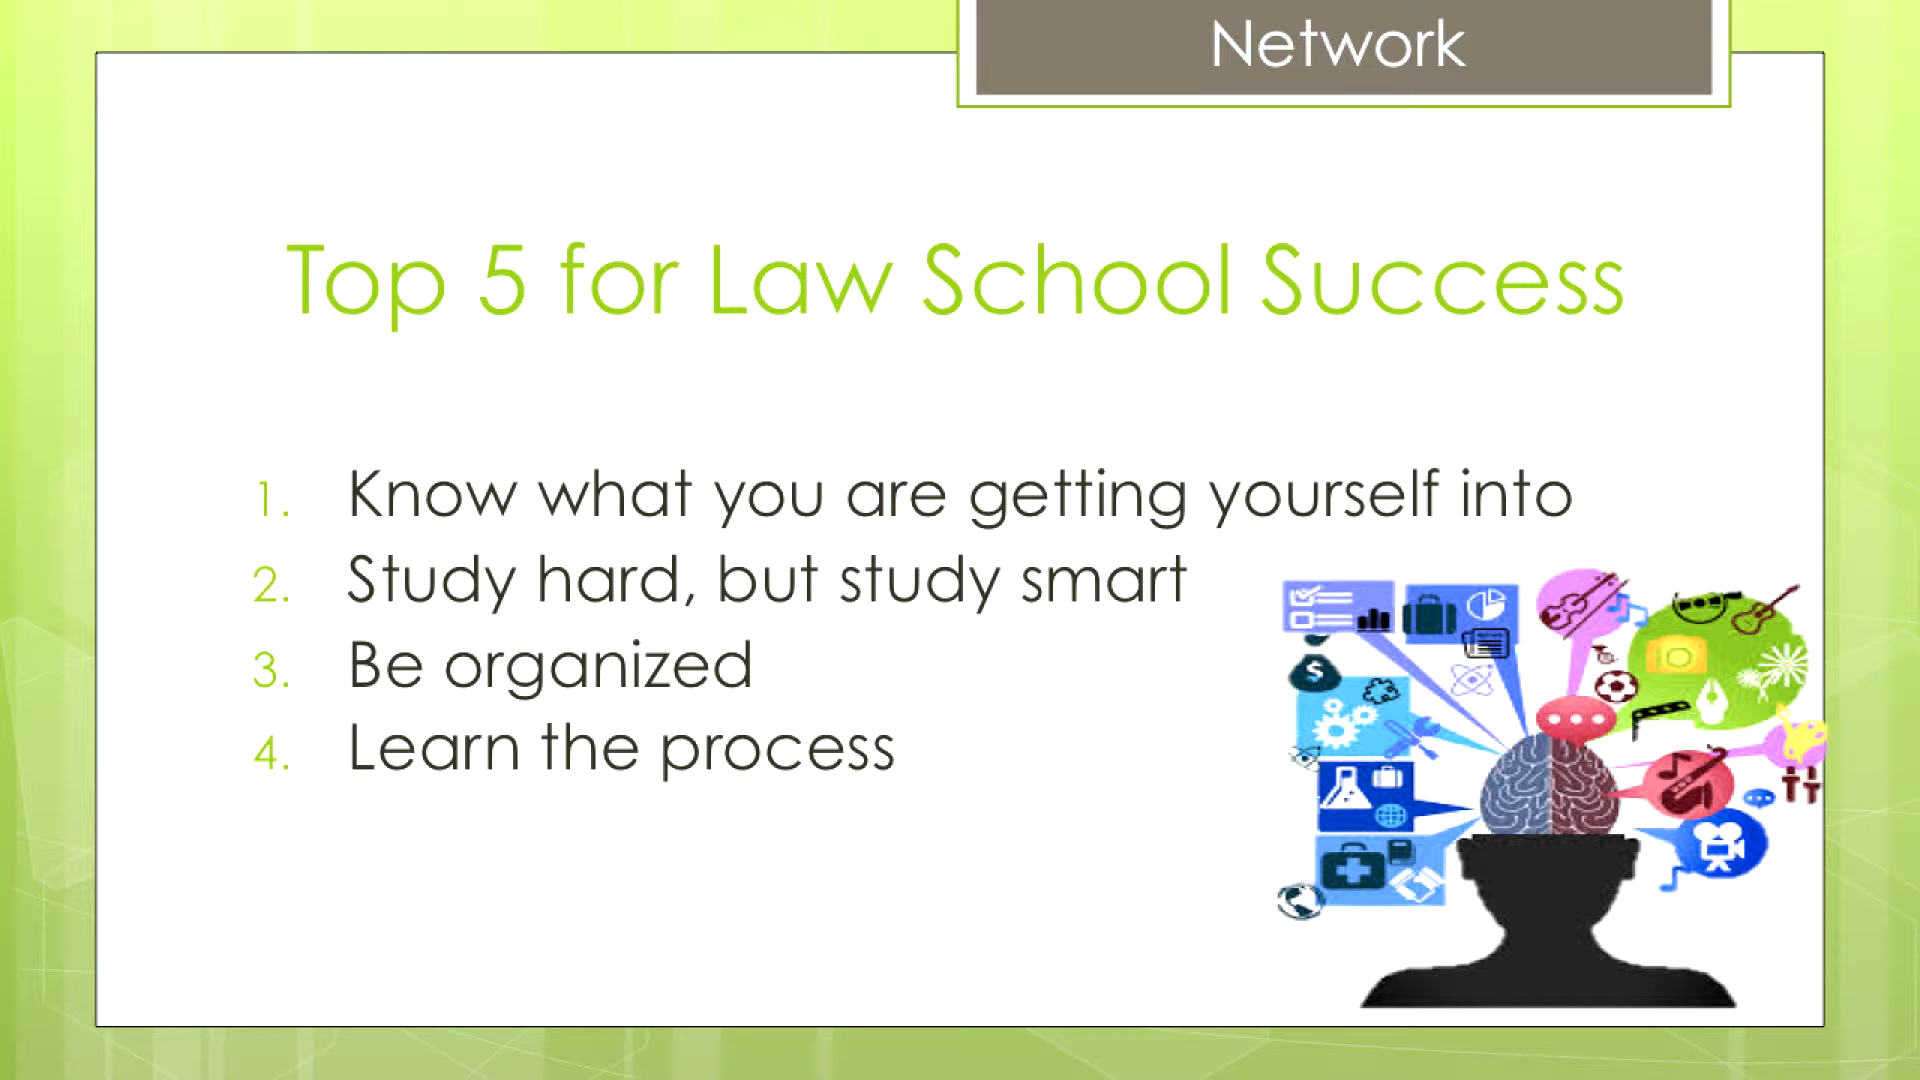 Network
Top 5 for Law School Success
1. Know what you are getting yourself into
2. Study hard, but study smart
3. Be organized
4. Learn the process